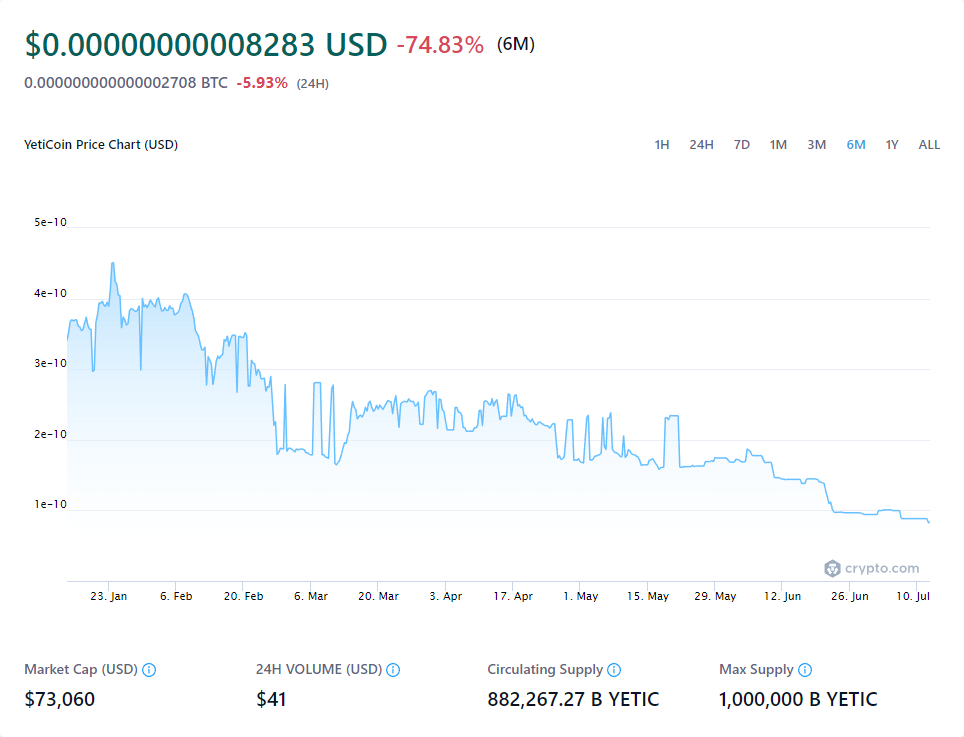 $0.00000000008283 USD -74.83% (6M)
0.000000000000002708 BTC -5.93% (24H)
YetiCoin Price Chart (USD) 1H 24H 7D 1M 3M 6M 1Y ALL
5e-10
4e-10
3e-10
2e-10
1e-10
crypto.com
23. Jan 6. Feb 20. Feb 6. Mar 20. Mar 3. Apr 17. Apr 1. May 15. May 29. May 12. Jun 26. Jun 10. Jul
Market Cap (USD) 24H VOLUME (USD) Circulating Supply Max Supply
$73,060 $41 882,267.27 B YETIC 1,000,000 B YETIC